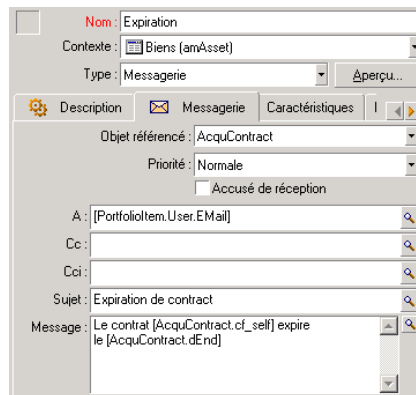 Nom : Expiration
Contexte : Biens (amAsset)
Type : Messagerie Aperçu...
Description Messagerie Caractéristiques
Objet référencé : AcquContract
Priorité : Normale
Accusé de réception
A : [PortfolioItem.User.EMail]
Cc :
Cci :
Sujet : Expiration de contract
Message : Le contrat [AcquContract.cf_self] expire
le [AcquContract.dEnd]